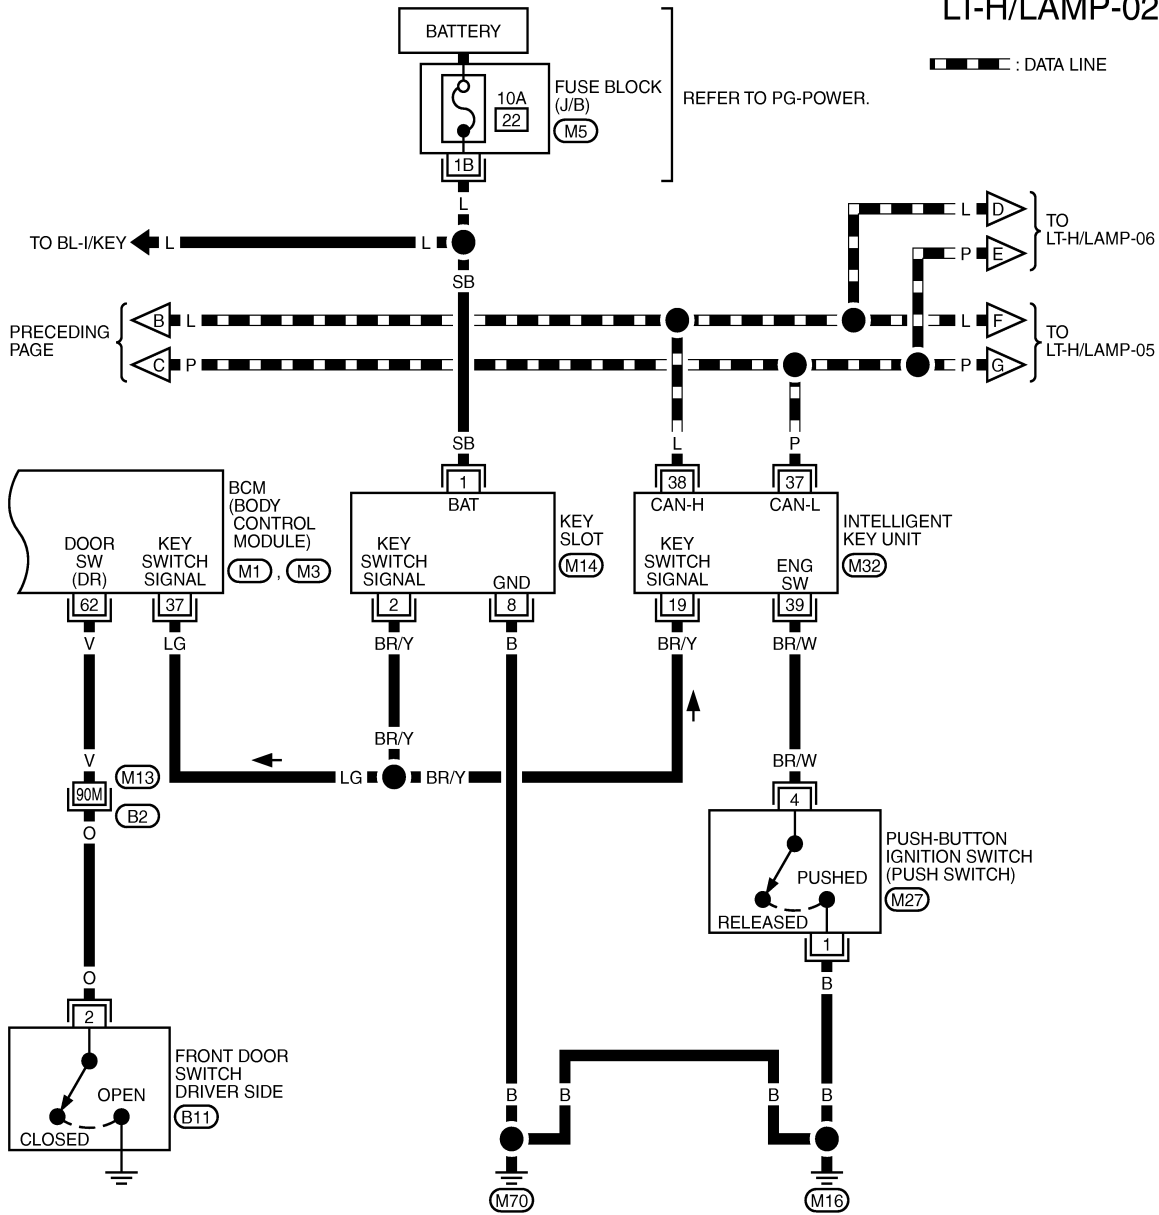 LT-H/LAMP-02
BATTERY
: DATA LINE
FUSE BLOCK
(J/B)
M5
10A
22
REFER TO PG-POWER.
1B
L
TO BL-I/KEY
L
L
SB
L
D
P
E
TO
LT-H/LAMP-06
PRECEDING
PAGE
B
L
C
P
L
F
P
G
TO
LT-H/LAMP-05
SB
L
P
BCM
(BODY
CONTROL
MODULE)
M1 , M3
DOOR
SW
(DR)
KEY
SWITCH
SIGNAL
62
37
1
BAT
KEY
SLOT
M14
KEY
SWITCH
SIGNAL
GND
2
8
38
37
CAN-H
CAN-L
INTELLIGENT
KEY UNIT
M32
KEY
SWITCH
SIGNAL
ENG
SW
19
39
V
LG
BR/Y
B
BR/Y
BR/W
BR/Y
V
M13
90M
B2
O
LG
BR/Y
BR/W
4
PUSH-BUTTON
IGNITION SWITCH
(PUSH SWITCH)
M27
PUSHED
RELEASED
1
B
O
2
FRONT DOOR
SWITCH
DRIVER SIDE
B11
OPEN
CLOSED
B
B
B
B
M70
M16